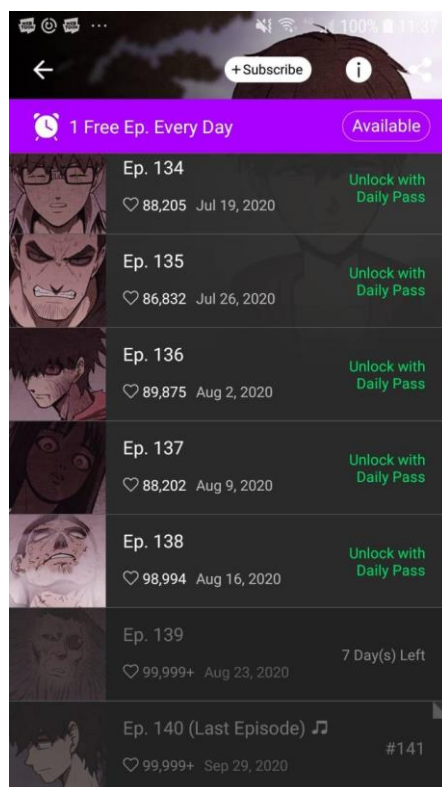 100% 11:37
+ Subscribe
1 Free Ep. Every Day
Available
Ep. 134
88,205 Jul 19, 2020
Unlock with
Daily Pass
Ep. 135
86,832 Jul 26, 2020
Unlock with
Daily Pass
Ep. 136
89,875 Aug 2, 2020
Unlock with
Daily Pass
Ep. 137
88,202 Aug 9, 2020
Unlock with
Daily Pass
Ep. 138
98,994 Aug 16, 2020
Unlock with
Daily Pass
Ep. 139
99,999+ Aug 23, 2020
7 Day(s) Left
Ep. 140 (Last Episode)
99,999+ Sep 29, 2020
#141